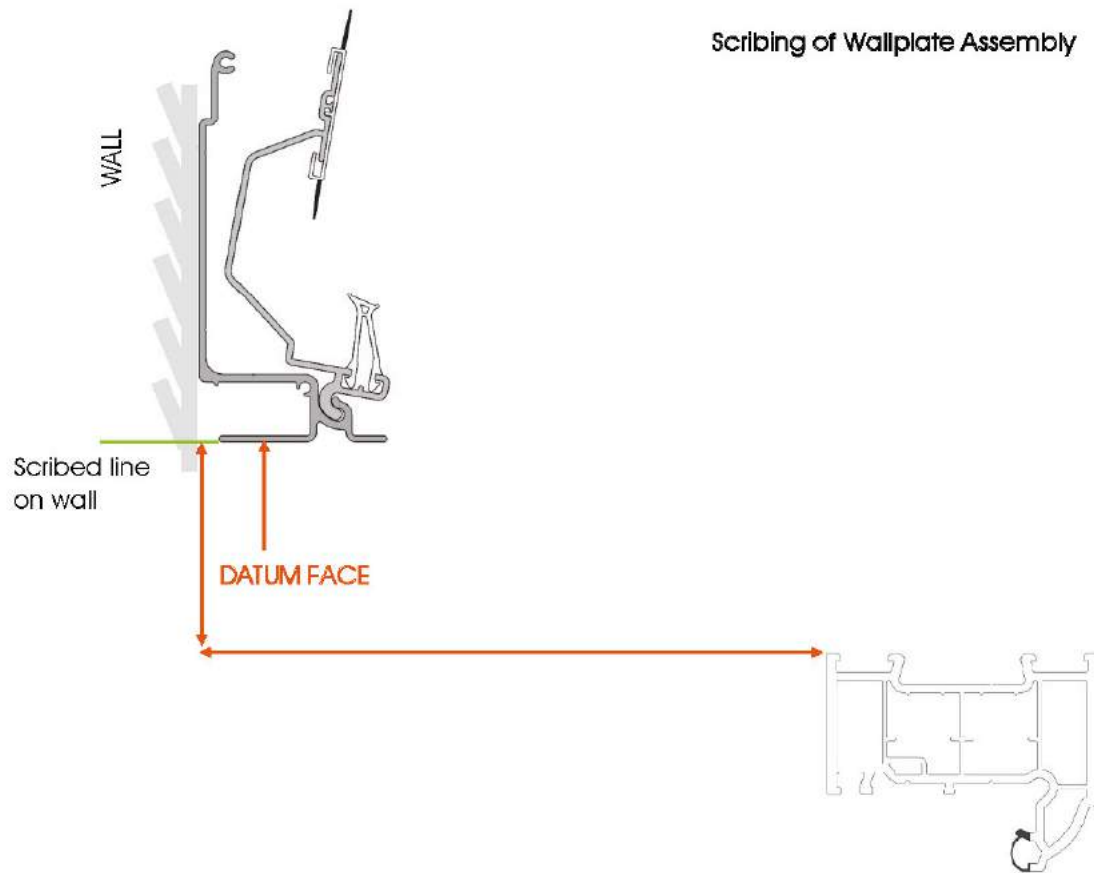 Scribing of Wallplate Assembly
WALL
Scribed line
on wall
DATUM FACE